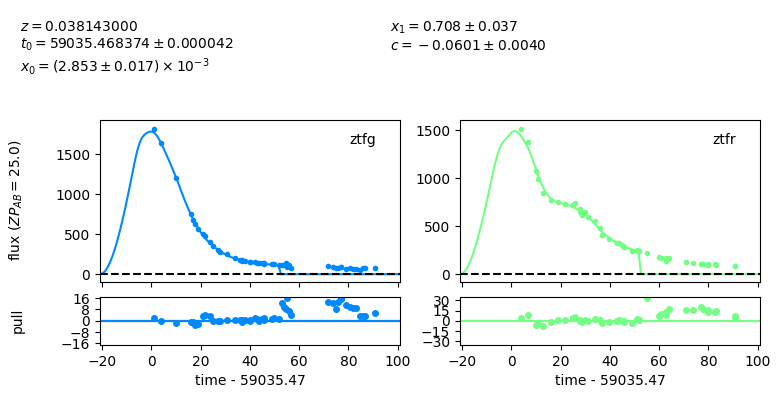 z = 0.038143000
t₀ = 59035.468374 ± 0.000042
x₀ = (2.853 ± 0.017) × 10⁻³
x₁ = 0.708 ± 0.037
c = −0.0601 ± 0.0040
flux (ZP_AB = 25.0)
1500
1000
500
0
ztfg
1500
1000
500
0
ztfr
pull
16
8
0
−8
−16
−20 0 20 40 60 80 100
time - 59035.47
30
15
0
−15
−30
−20 0 20 40 60 80 100
time - 59035.47